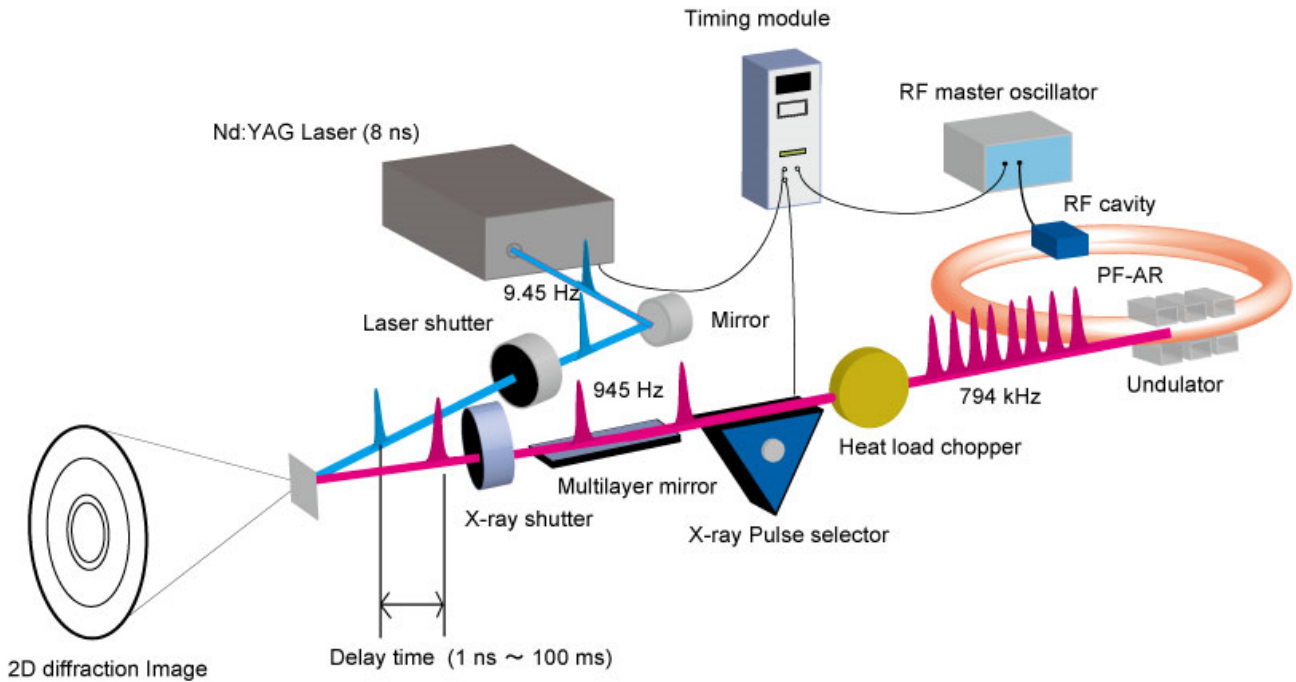 Timing module
RF master oscillator
Nd:YAG Laser (8 ns)
RF cavity
PF-AR
9.45 Hz
Laser shutter
Mirror
945 Hz
794 kHz
Undulator
Heat load chopper
Multilayer mirror
X-ray shutter
X-ray Pulse selector
2D diffraction Image
Delay time (1 ns ～ 100 ms)